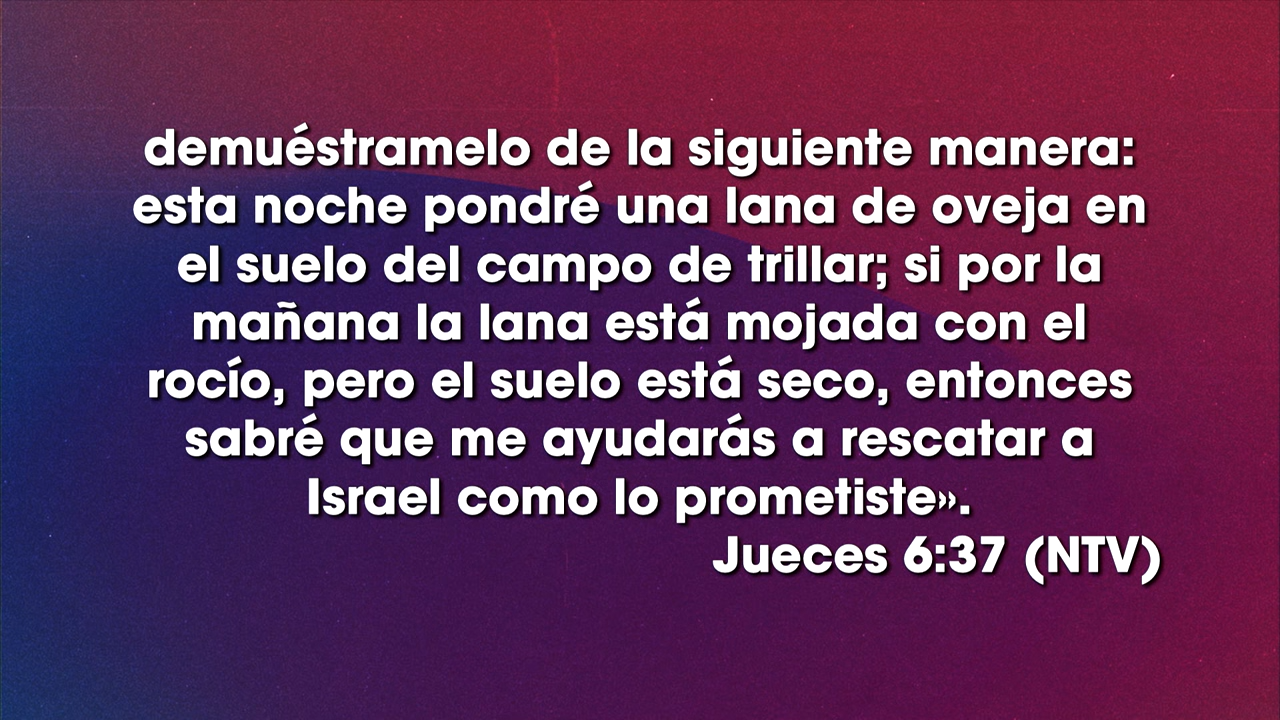 demuéstramelo de la siguiente manera:
esta noche pondré una lana de oveja en
el suelo del campo de trillar; si por la
mañana la lana está mojada con el
rocío, pero el suelo está seco, entonces
sabré que me ayudarás a rescatar a
Israel como lo prometiste».
Jueces 6:37 (NTV)